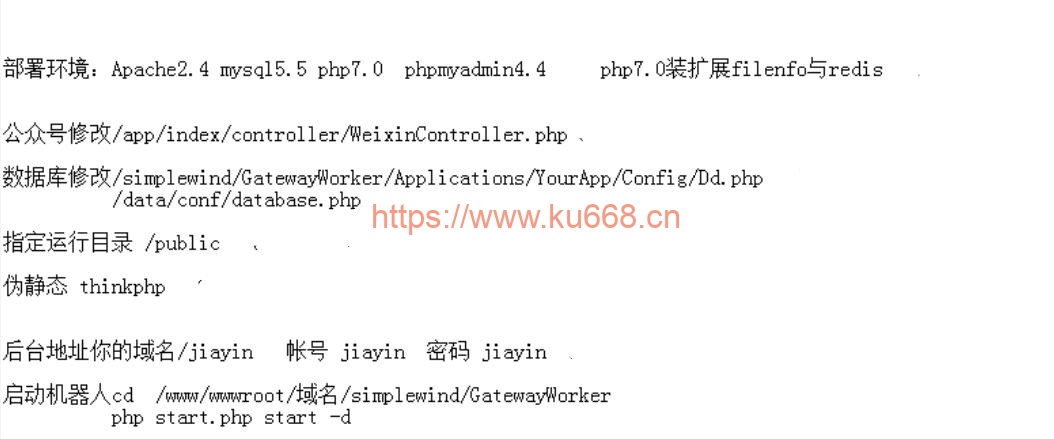 部署环境：Apache2.4 mysql5.5 php7.0 phpmyadmin4.4 php7.0装扩展filenfo与redis
公众号修改/app/index/controller/WeixinController.php 、
数据库修改/simplewind/GatewayWorker/Applications/YourApp/Config/Dd.php
/data/conf/database.php
https://www.ku668.cn
指定运行目录 /public 、
伪静态 thinkphp
后台地址你的域名/jiayin 帐号 jiayin 密码 jiayin
启动机器人cd /www/wwwroot/域名/simplewind/GatewayWorker
php start.php start -d